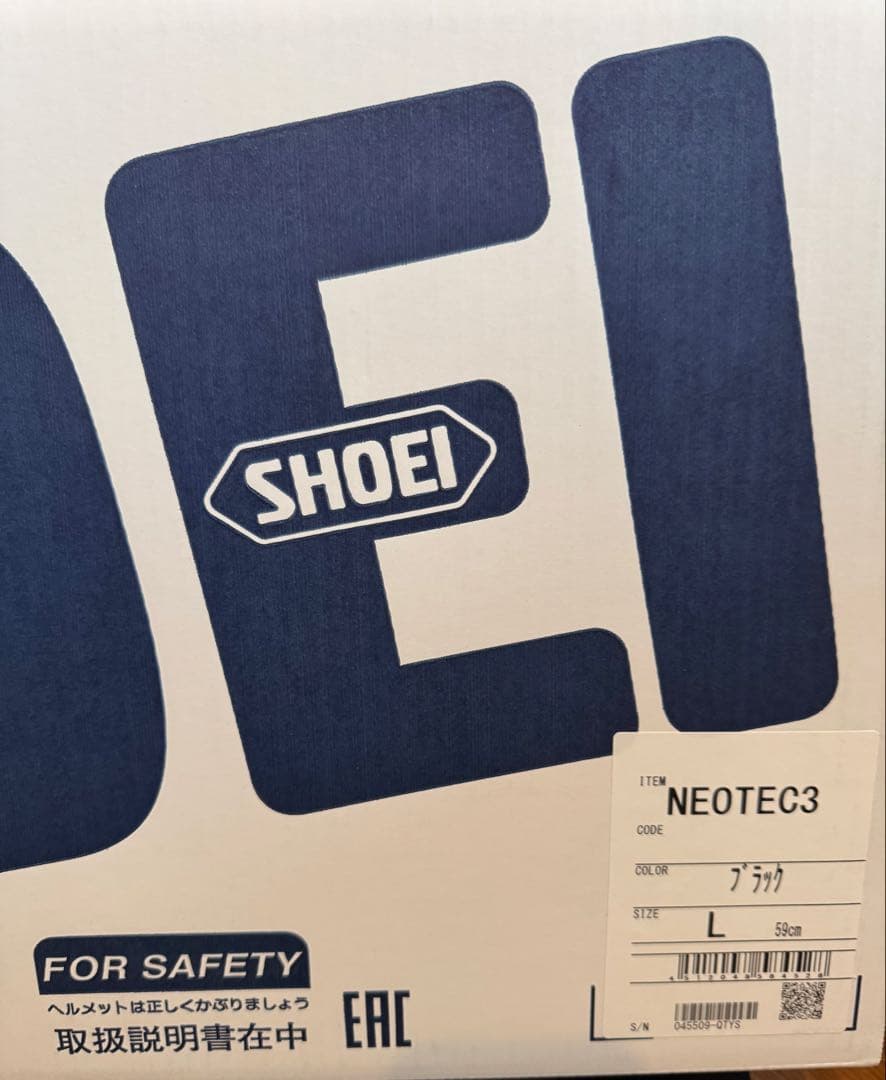 OEI
SHOEI
ITEM NEOTEC3
CODE
COLOR ブラック
SIZE L 59cm
4512048584528
S/N 045509-QTYS
FOR SAFETY
ヘルメットは正しくかぶりましょう
取扱説明書在中
EAC